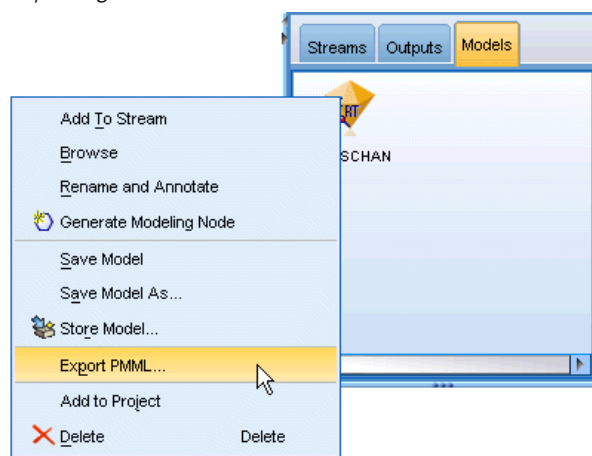 Streams Outputs Models
RT
SCHAN
Add To Stream
Browse
Rename and Annotate
Generate Modeling Node
Save Model
Save Model As...
Store Model...
Export PMML...
Add to Project
Delete Delete